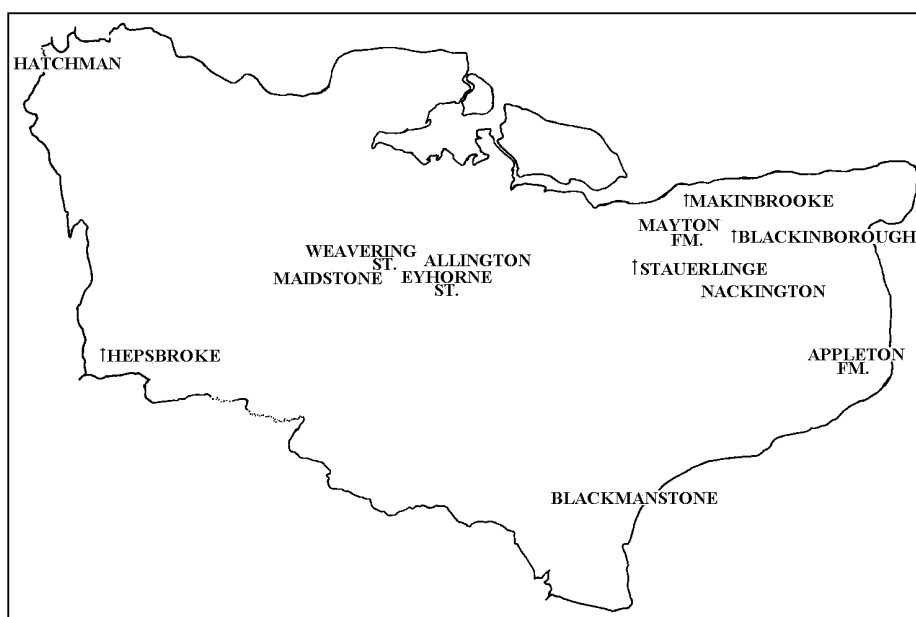 HATCHMAN
↑MAKINBROOKE
MAYTON
FM.
↑BLACKINBOROUGH
WEAVERING
ST.
ALLINGTON
↑STAUERLINGE
MAIDSTONE
EYHORNE
ST.
NACKINGTON
↑HEPSBROKE
APPLETON
FM.
BLACKMANSTONE